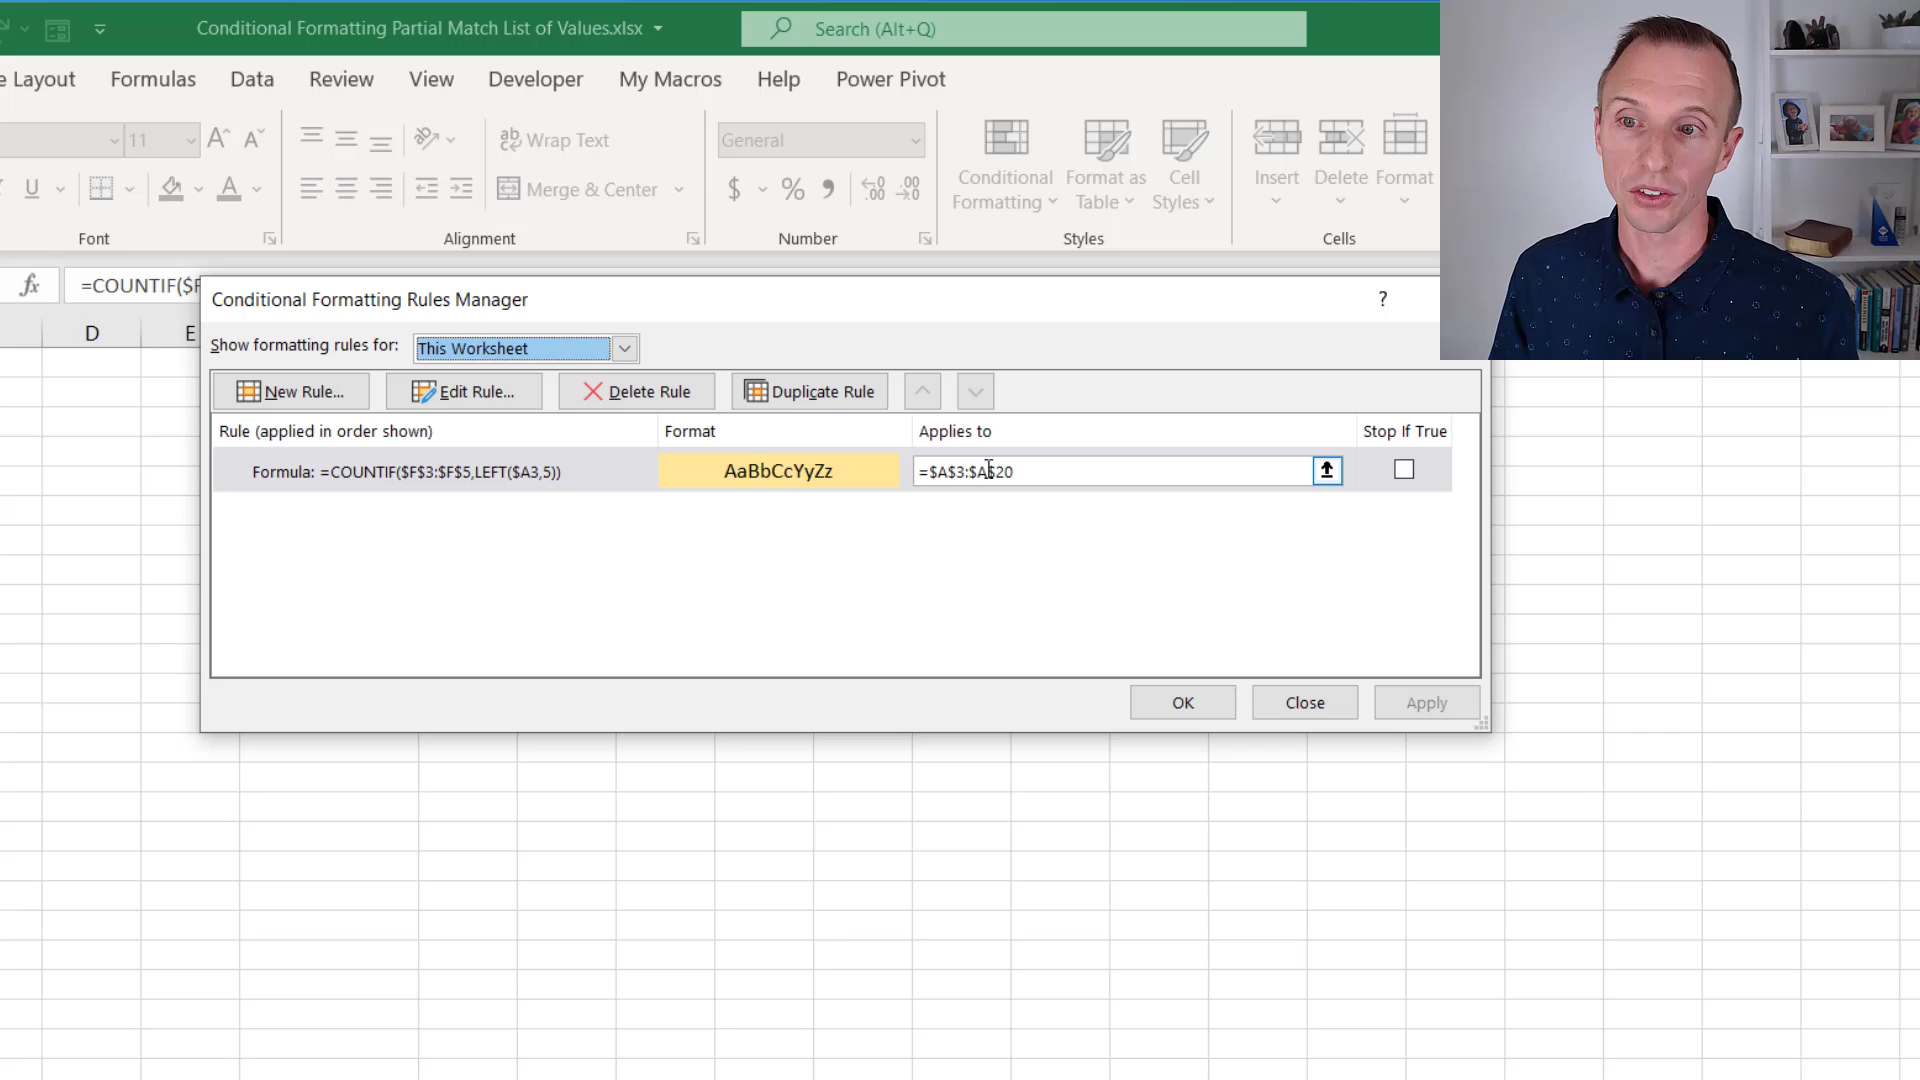 Conditional Formatting Partial Match List of Values.xlsx
Search (Alt+Q)
e Layout Formulas Data Review View Developer My Macros Help Power Pivot
11 A^ A˅ ab Wrap Text General Conditional Formatting Format as Table Cell Styles Insert Delete Format
U A Merge & Center $ % , .00
Font Alignment Number Styles Cells
fx =COUNTIF($F
D E
Conditional Formatting Rules Manager ?
Show formatting rules for: This Worksheet
New Rule... Edit Rule... Delete Rule Duplicate Rule
Rule (applied in order shown) Format Applies to Stop If True
Formula: =COUNTIF($F$3:$F$5,LEFT($A3,5)) AaBbCcYyZz =$A$3:$A$20
OK Close Apply